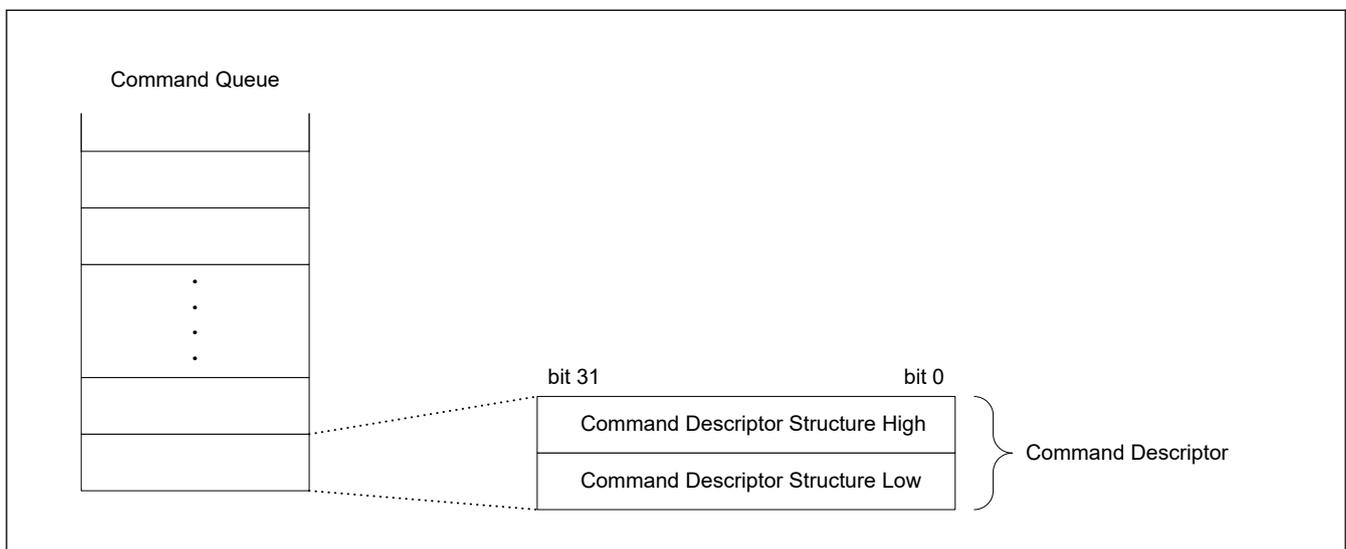 Command Queue
bit 31 bit 0
Command Descriptor Structure High
Command Descriptor
Command Descriptor Structure Low